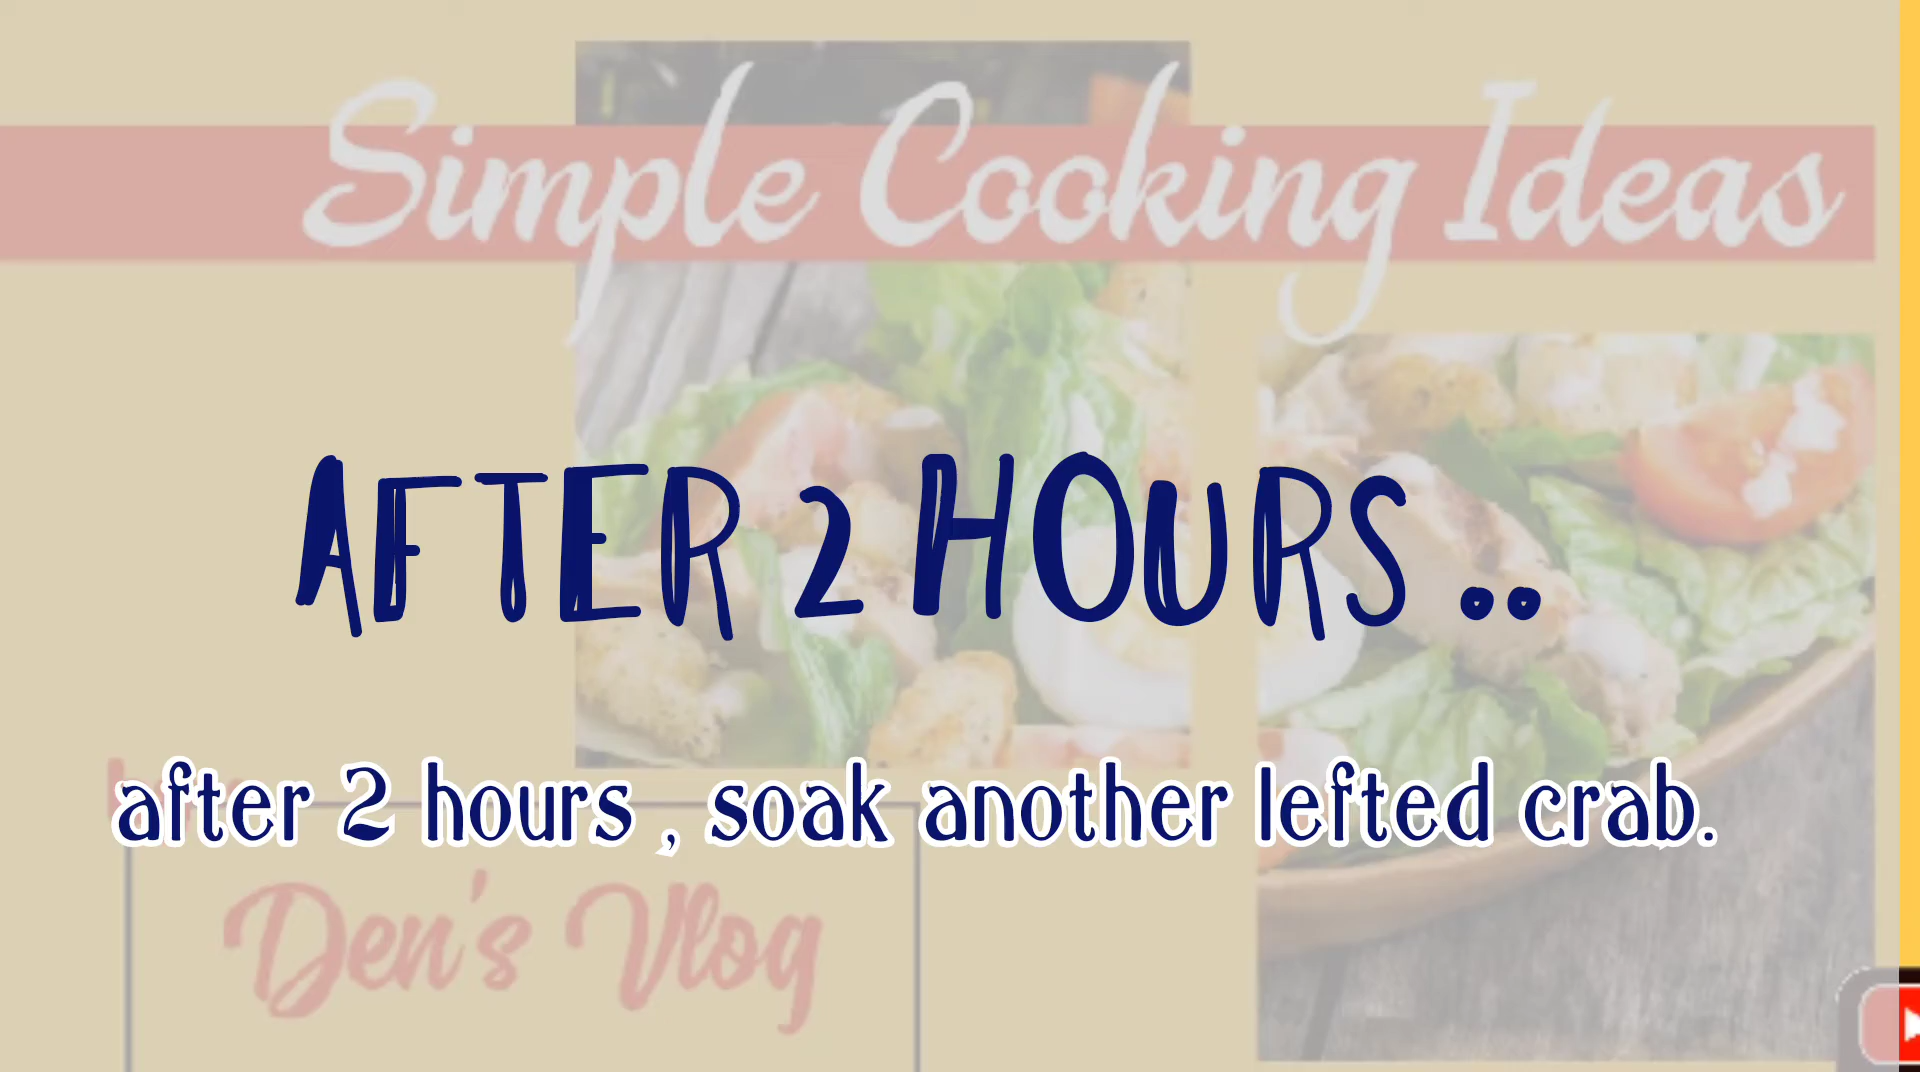 Simple Cooking Ideas
AFTER 2 HOURS ..
after 2 hours , soak another lefted crab.
Den's Vlog